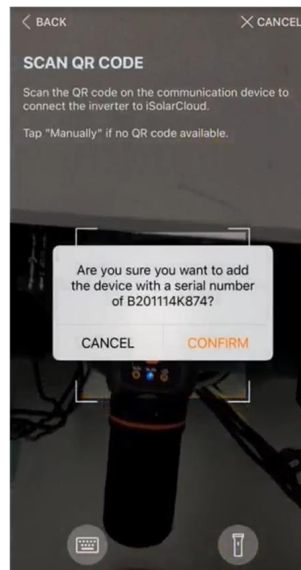 BACK
CANCEL
SCAN QR CODE
Scan the QR code on the communication device to
connect the inverter to iSolarCloud.
Tap "Manually" if no QR code available.
Are you sure you want to add
the device with a serial number
of B201114K874?
CANCEL
CONFIRM